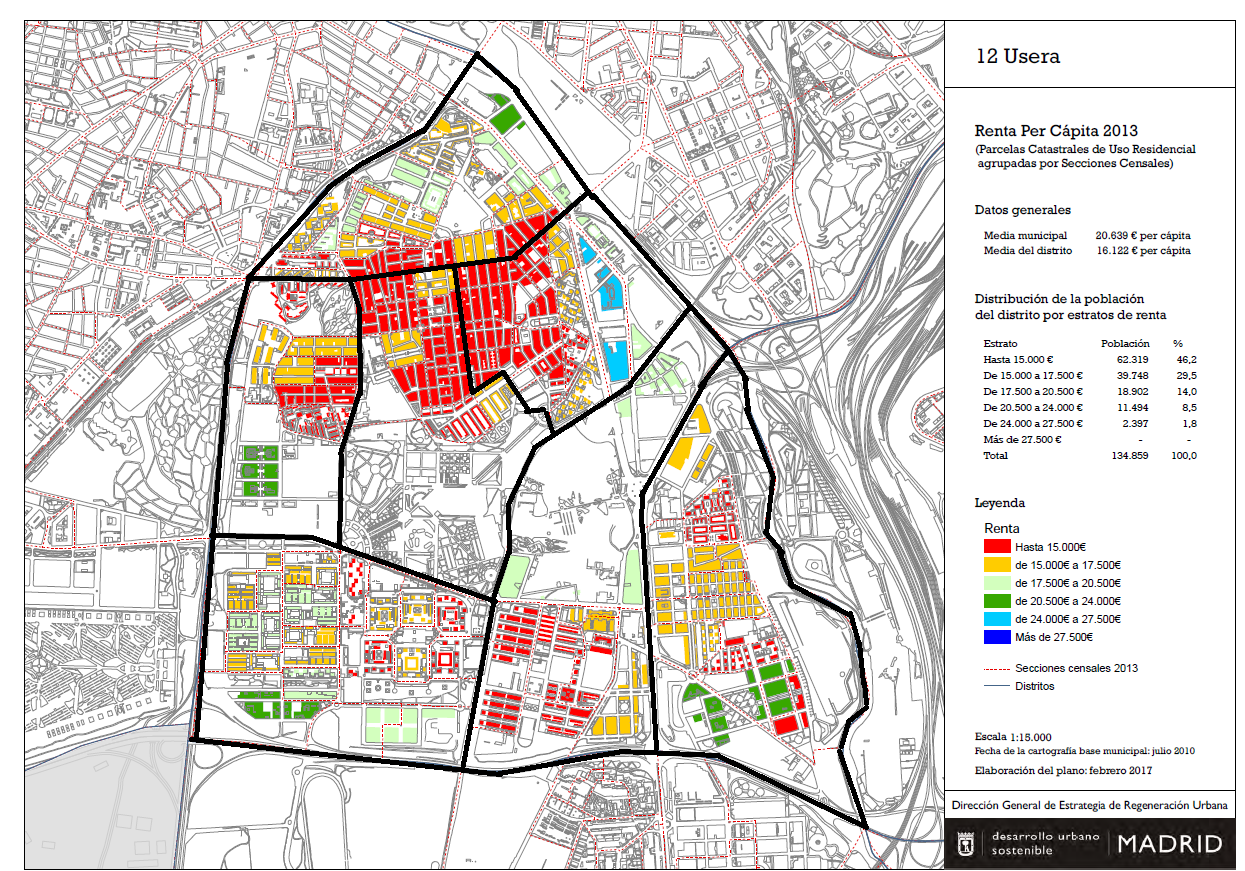 12 Usera
Renta Per Cápita 2013
(Parcelas Catastrales de Uso Residencial
agrupadas por Secciones Censales)
Datos generales
Media municipal 20.639 € per cápita
Media del distrito 16.122 € per cápita
Distribución de la población
del distrito por estratos de renta
Estrato Población %
Hasta 15.000 € 62.319 46,2
De 15.000 a 17.500 € 39.748 29,5
De 17.500 a 20.500 € 18.902 14,0
De 20.500 a 24.000 € 11.494 8,5
De 24.000 a 27.500 € 2.397 1,8
Más de 27.500 € - -
Total 134.859 100,0
Leyenda
Renta
Hasta 15.000€
de 15.000€ a 17.500€
de 17.500€ a 20.500€
de 20.500€ a 24.000€
de 24.000€ a 27.500€
Más de 27.500€
Secciones censales 2013
Distritos
Escala 1:15.000
Fecha de la cartografía base municipal: julio 2010
Elaboración del plano: febrero 2017
Dirección General de Estrategia de Regeneración Urbana
desarrollo urbano
sostenible
MADRID